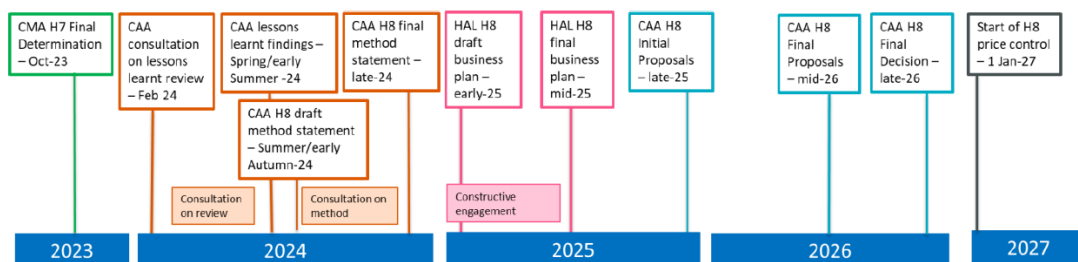 CMA H7 Final
Determination
– Oct-23
CAA
consultation
on lessons
learnt review
– Feb 24
CAA lessons
learnt findings –
Spring/early
Summer -24
CAA H8 final
method
statement –
late-24
CAA H8 draft
method statement
– Summer/early
Autumn-24
HAL H8
draft
business
plan –
early-25
HAL H8
final
business
plan –
mid-25
CAA H8
Initial
Proposals
– late-25
CAA H8
Final
Proposals
– mid-26
CAA H8
Final
Decision –
late-26
Start of H8
price control
– 1 Jan-27
Consultation
on review
Consultation on
method
Constructive
engagement
2023
2024
2025
2026
2027